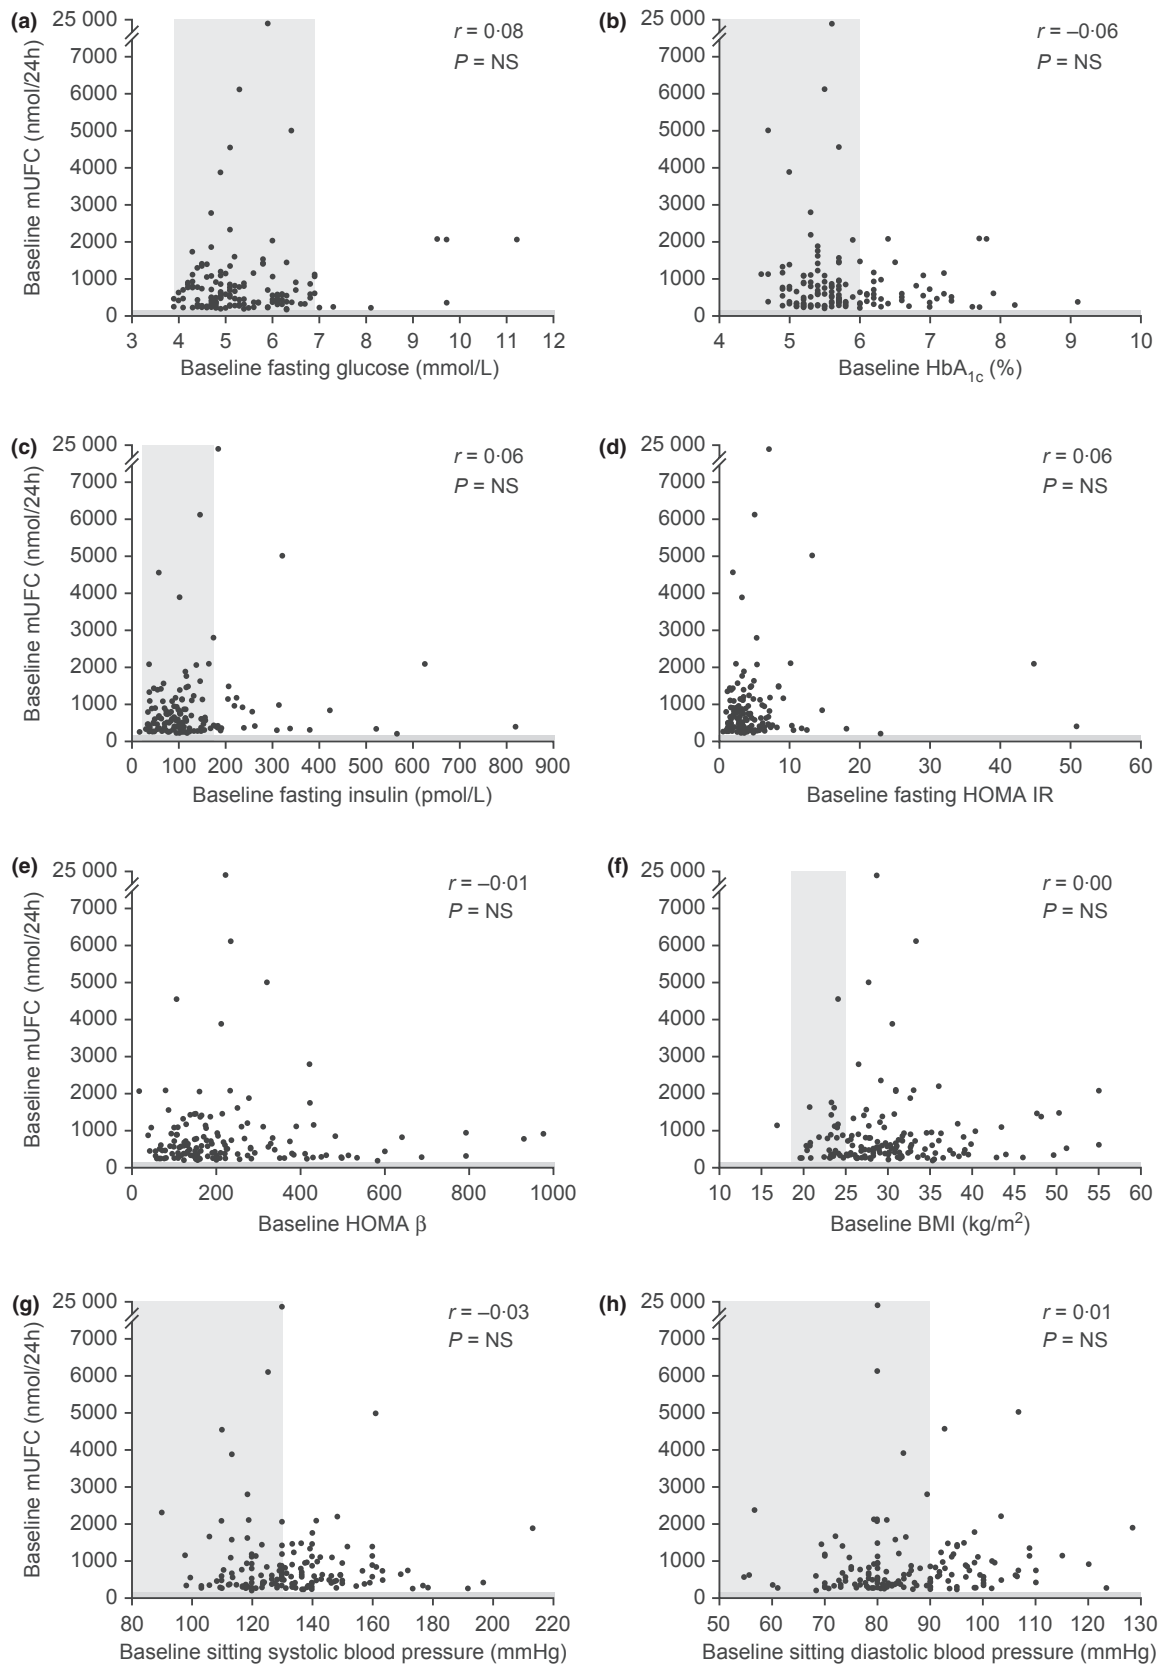 (a)
25 000
7000
6000
5000
4000
3000
2000
1000
0
Baseline mUFC (nmol/24h)
r = 0·08
P = NS
3 4 5 6 7 8 9 10 11 12
Baseline fasting glucose (mmol/L)
(b)
25 000
7000
6000
5000
4000
3000
2000
1000
0
r = –0·06
P = NS
4 5 6 7 8 9 10
Baseline HbA1c (%)
(c)
25 000
7000
6000
5000
4000
3000
2000
1000
0
Baseline mUFC (nmol/24h)
r = 0·06
P = NS
0 100 200 300 400 500 600 700 800 900
Baseline fasting insulin (pmol/L)
(d)
25 000
7000
6000
5000
4000
3000
2000
1000
0
r = 0·06
P = NS
0 10 20 30 40 50 60
Baseline fasting HOMA IR
(e)
25 000
7000
6000
5000
4000
3000
2000
1000
0
Baseline mUFC (nmol/24h)
r = –0·01
P = NS
0 200 400 600 800 1000
Baseline HOMA β
(f)
25 000
7000
6000
5000
4000
3000
2000
1000
0
r = 0·00
P = NS
10 15 20 25 30 35 40 45 50 55 60
Baseline BMI (kg/m²)
(g)
25 000
7000
6000
5000
4000
3000
2000
1000
0
Baseline mUFC (nmol/24h)
r = –0·03
P = NS
80 100 120 140 160 180 200 220
Baseline sitting systolic blood pressure (mmHg)
(h)
25 000
7000
6000
5000
4000
3000
2000
1000
0
r = 0·01
P = NS
50 60 70 80 90 100 110 120 130
Baseline sitting diastolic blood pressure (mmHg)